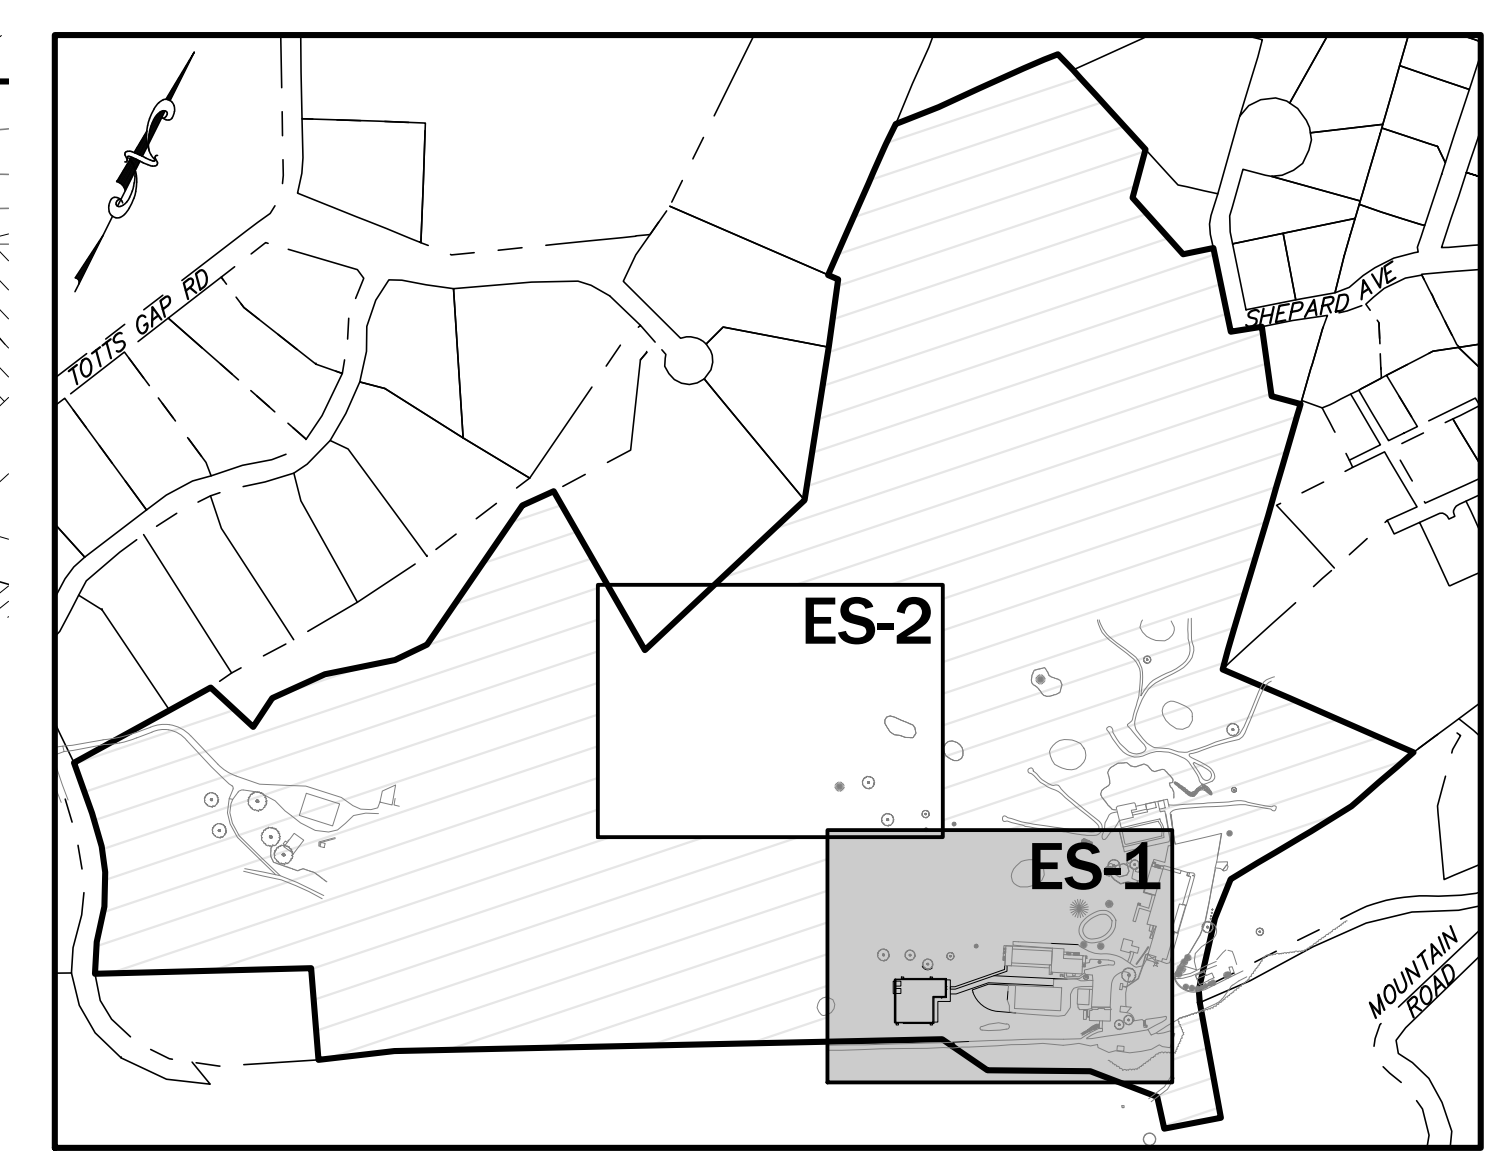 TOTTS GAP RD
SHEPARD AVE
ES-2
ES-1
MOUNTAIN
ROAD